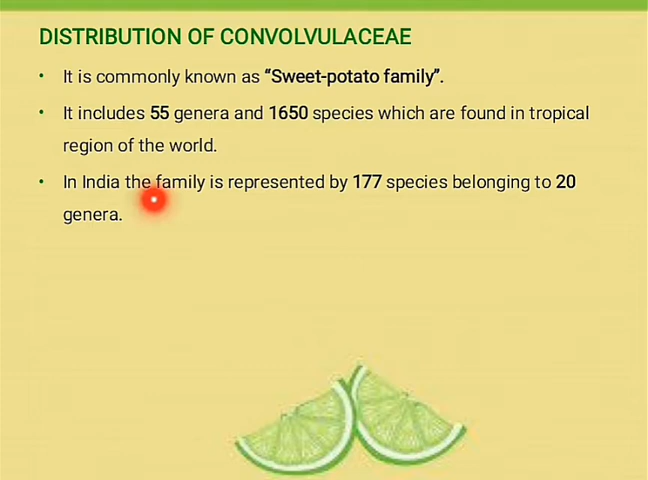 DISTRIBUTION OF CONVOLVULACEAE
• It is commonly known as “Sweet-potato family”.
• It includes 55 genera and 1650 species which are found in tropical
region of the world.
• In India the family is represented by 177 species belonging to 20
genera.